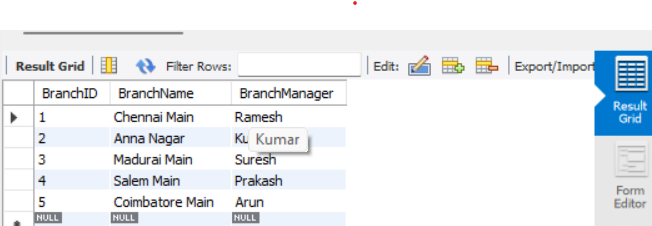 Result Grid Filter Rows: Edit: Export/Import
BranchID BranchName BranchManager
1 Chennai Main Ramesh
2 Anna Nagar Kumar
3 Madurai Main Suresh
4 Salem Main Prakash
5 Coimbatore Main Arun
NULL NULL NULL
Result
Grid
Form
Editor